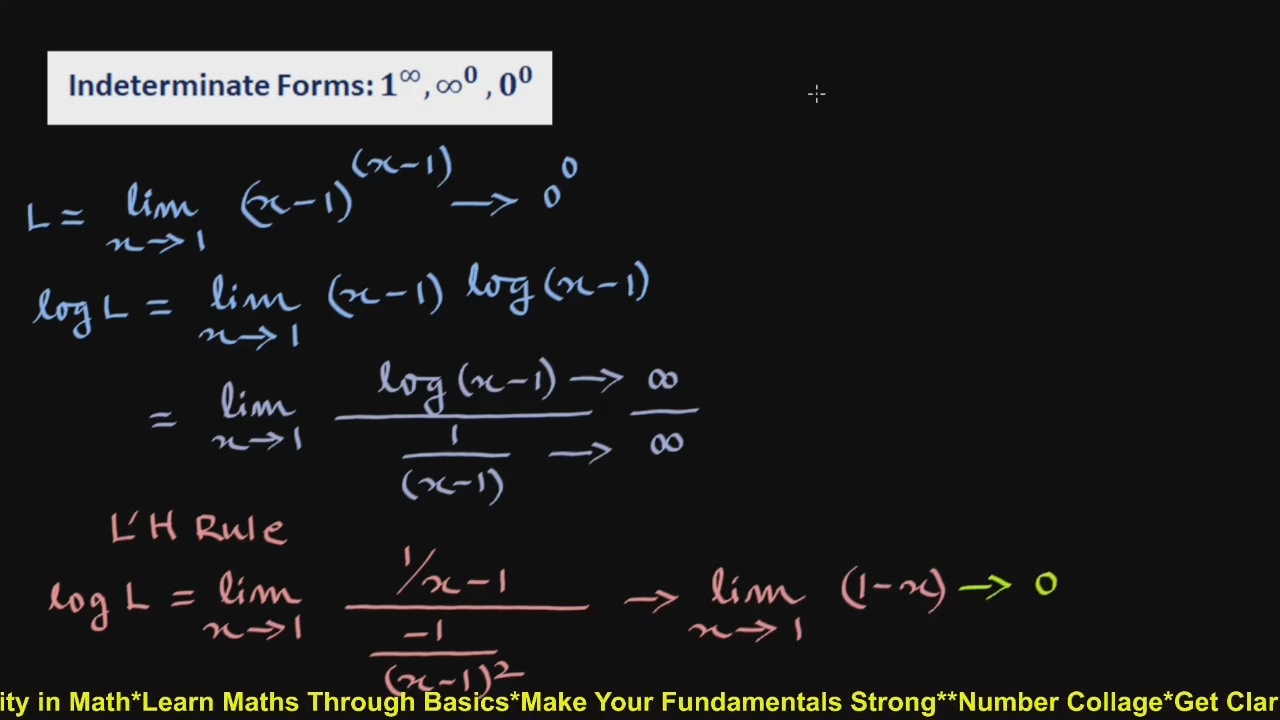 Indeterminate Forms: 1^∞, ∞^0, 0^0
L = lim_{x→1} (x-1)^{(x-1)} → 0^0
log L = lim_{x→1} (x-1) log(x-1)
= lim_{x→1} log(x-1) / (1/(x-1)) → ∞/∞
L'H Rule
log L = lim_{x→1} (1/x-1) / (-1/(x-1)^2) → lim_{x→1} (1-x) → 0
ity in Math*Learn Maths Through Basics*Make Your Fundamentals Strong**Number Collage*Get Clar